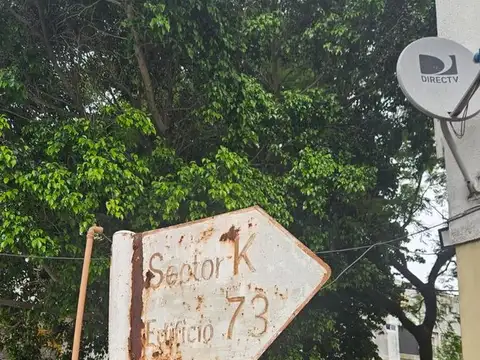 DIRECTV
Sector K
Edificio 73